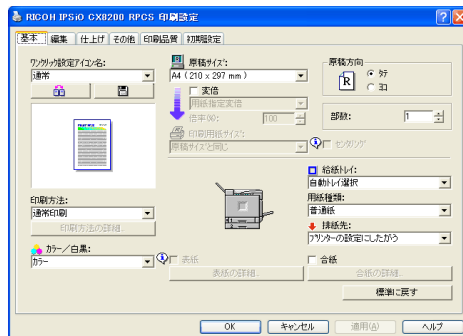 RICOH IPSiO CX8200 RPCS 印刷設定
基本 編集 仕上げ その他 印刷品質 初期設定
ワンクリック設定アイコン名:
通常
印刷方法:
通常印刷
印刷方法の詳細...
カラー/白黒:
カラー
原稿サイズ:
A4 (210 x 297 mm)
変倍
用紙指定変倍
倍率(%): 100
印刷用紙サイズ:
原稿サイズと同じ
センタリング
原稿方向
R
タテ
ヨコ
部数: 1
給紙トレイ:
自動トレイ選択
用紙種類:
普通紙
排紙先:
プリンターの設定にしたがう
表紙
表紙の詳細...
合紙
合紙の詳細...
標準に戻す
OK キャンセル 適用(A) ヘルプ